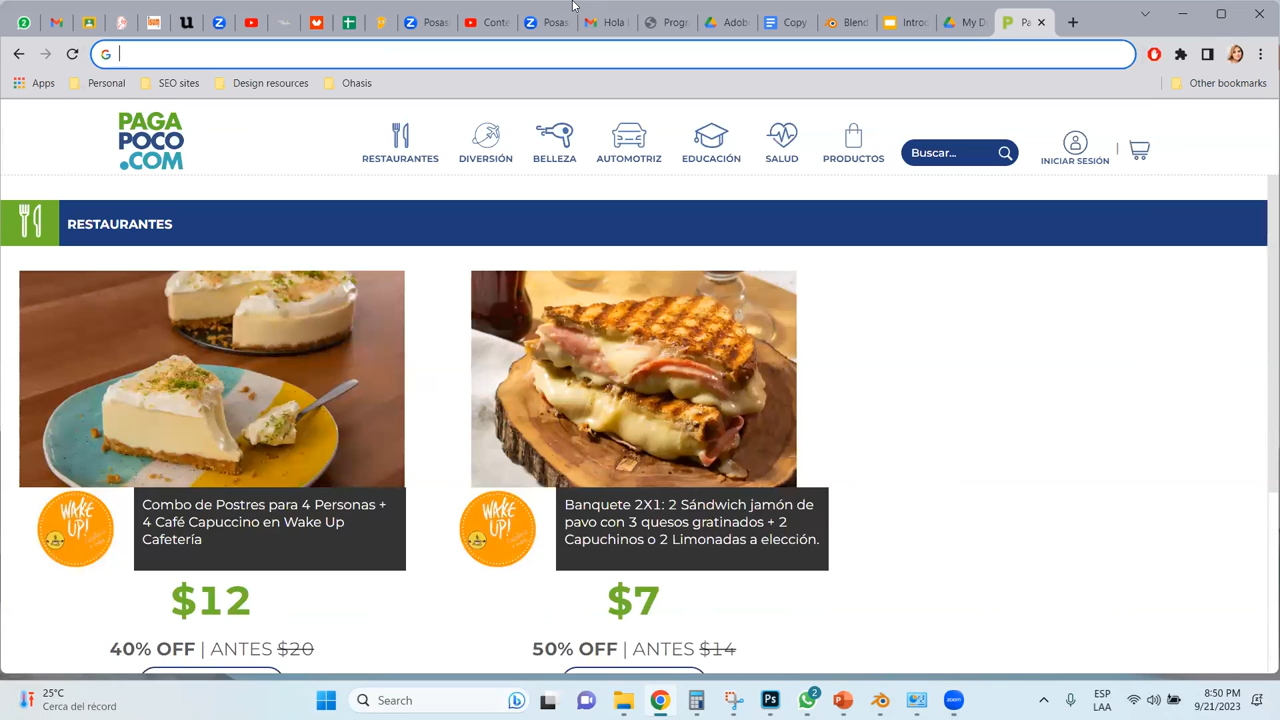 Posas
Conte
Posas
Hola
Progr
Adob
Copy
Blend
Introd
My D
Pa
Apps
Personal
SEO sites
Design resources
Ohasis
Other bookmarks
PAGA
POCO
.COM
RESTAURANTES
DIVERSIÓN
BELLEZA
AUTOMOTRIZ
EDUCACIÓN
SALUD
PRODUCTOS
Buscar...
INICIAR SESIÓN
RESTAURANTES
WAKE
UP!
Combo de Postres para 4 Personas +
4 Café Capuccino en Wake Up
Cafetería
$12
40% OFF | ANTES $20
WAKE
UP!
Banquete 2X1: 2 Sándwich jamón de
pavo con 3 quesos gratinados + 2
Capuchinos o 2 Limonadas a elección.
$7
50% OFF | ANTES $14
25°C
Cerca del récord
Search
2
ESP
LAA
8:50 PM
9/21/2023